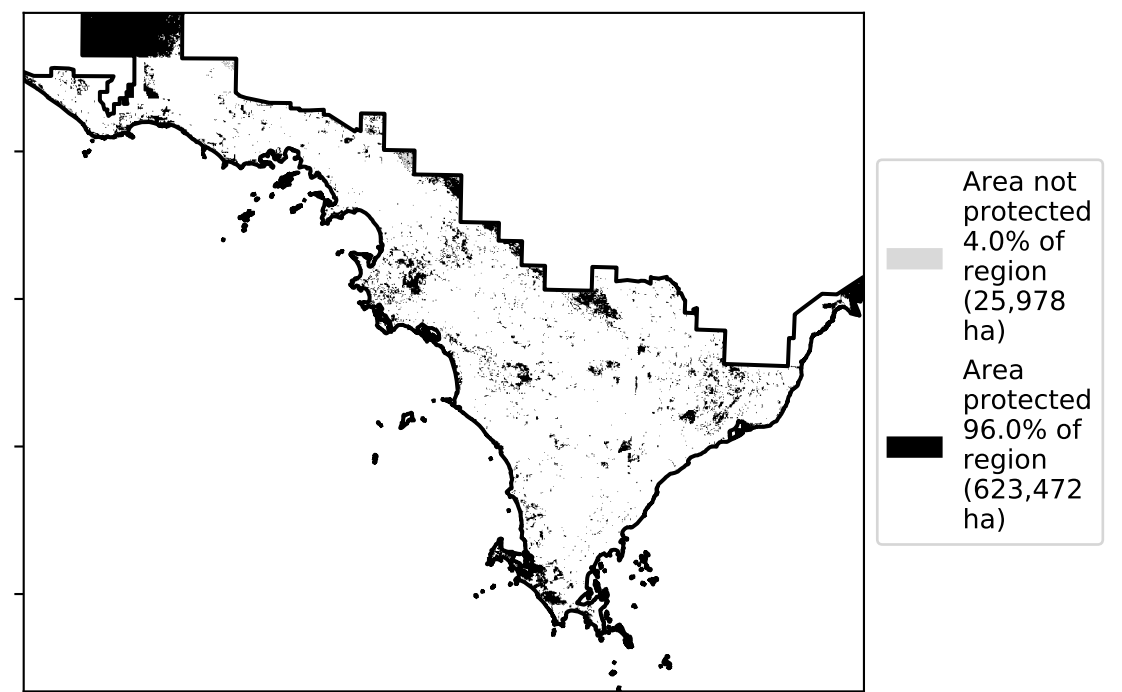 Area not
protected
4.0% of
region
(25,978
ha)
Area
protected
96.0% of
region
(623,472
ha)